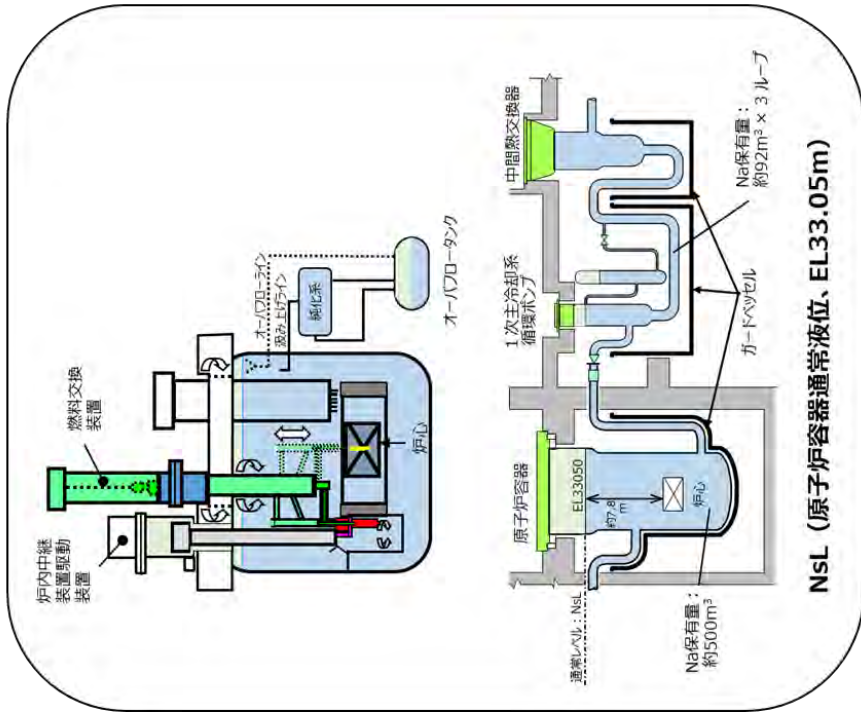 炉内中継
装置駆動
装置
燃料交換
装置
オーバフローライン
汲み上げライン
純化系
オーバフロータンク
炉心
原子炉容器
通常レベル：NsL
EL33050
約7.8
m
炉心
Na保有量：
約500m³
1次主冷却系
循環ポンプ
中間熱交換器
ガードベッセル
Na保有量：
約92m³ × 3 ループ
NsL（原子炉容器通常液位、EL33.05m）